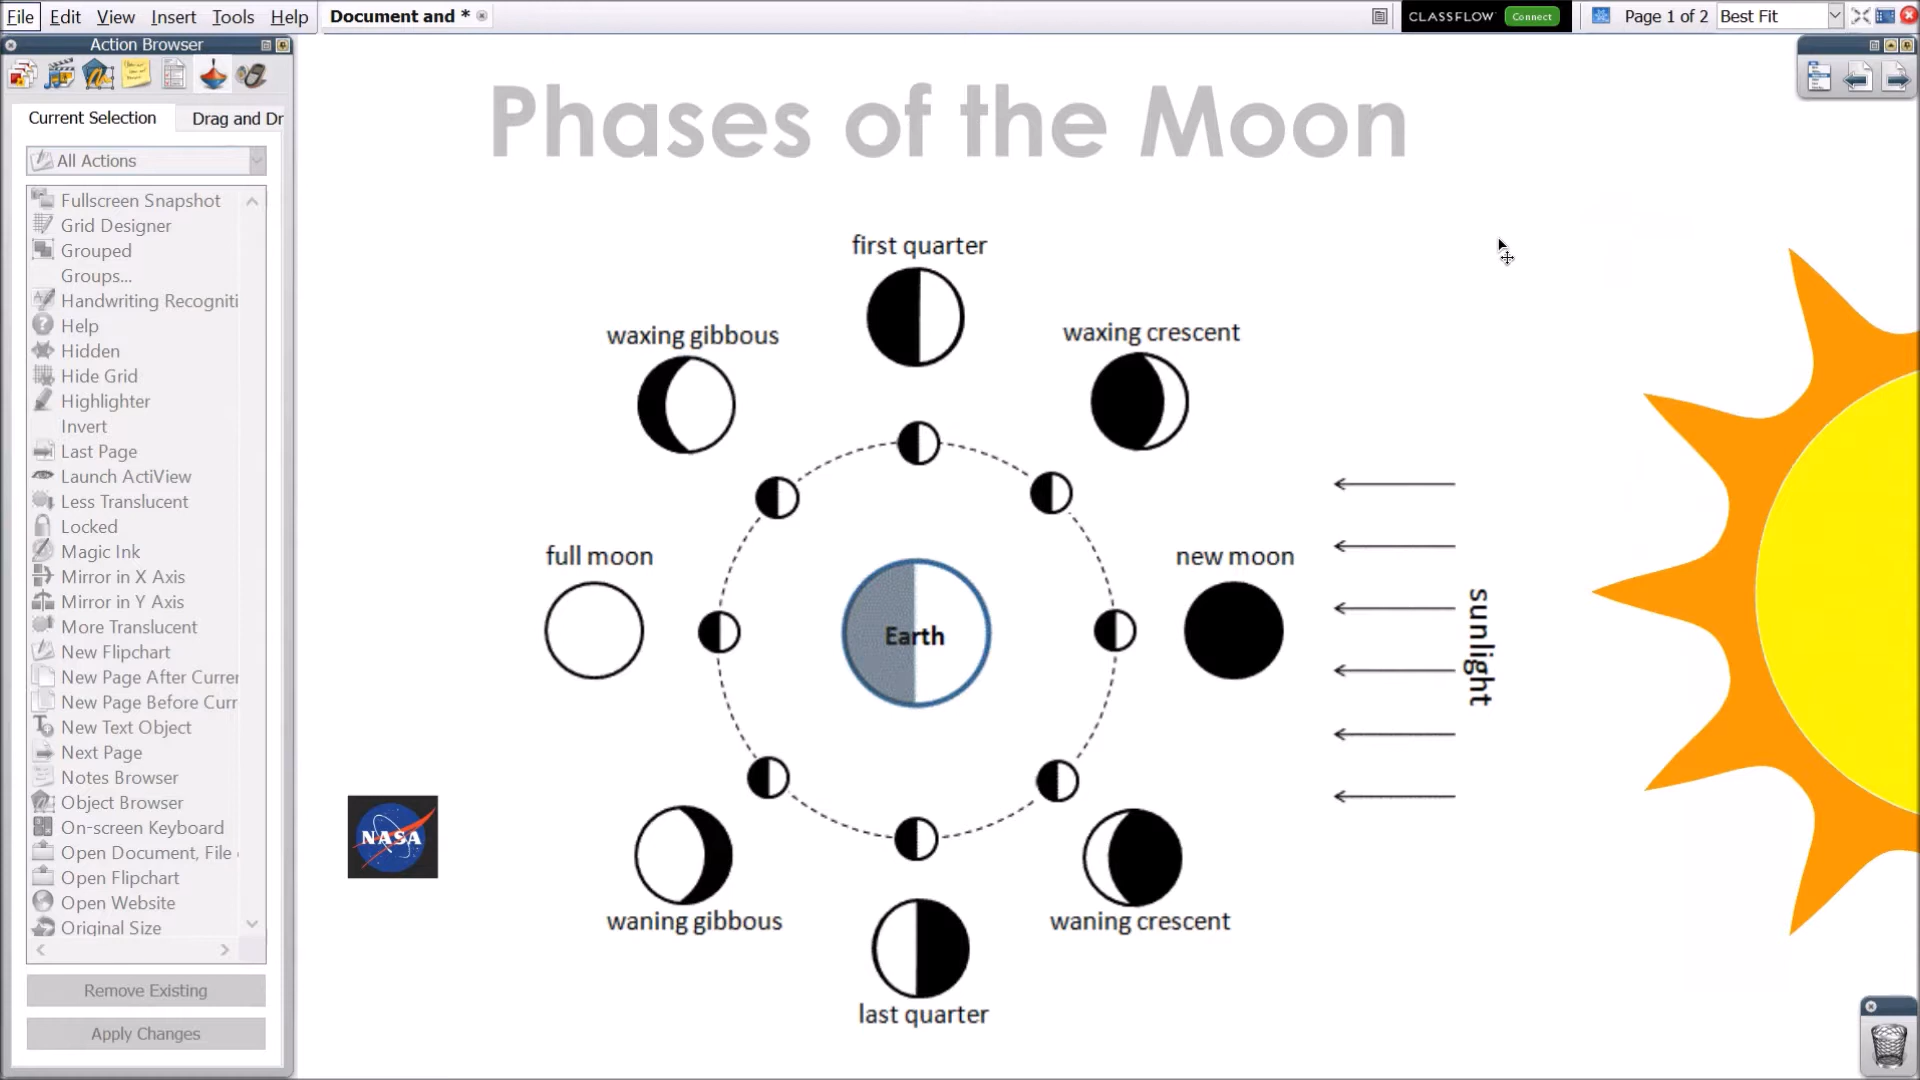 File Edit View Insert Tools Help Document and * CLASSFLOW Connect Page 1 of 2 Best Fit
Action Browser
Current Selection Drag and Dr
All Actions
Fullscreen Snapshot
Grid Designer
Grouped
Groups...
Handwriting Recogniti
Help
Hidden
Hide Grid
Highlighter
Invert
Last Page
Launch ActiView
Less Translucent
Locked
Magic Ink
Mirror in X Axis
Mirror in Y Axis
More Translucent
New Flipchart
New Page After Currer
New Page Before Curr
New Text Object
Next Page
Notes Browser
Object Browser
On-screen Keyboard
Open Document, File
Open Flipchart
Open Website
Original Size
Remove Existing
Apply Changes
Phases of the Moon
first quarter
waxing gibbous
waxing crescent
full moon
new moon
Earth
sunlight
NASA
waning gibbous
waning crescent
last quarter